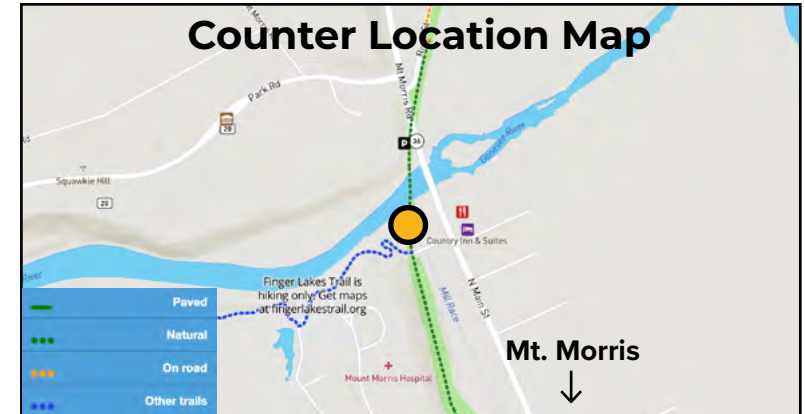 Counter Location Map
Mt Morris Rd
Park Rd
20
P
36
Genesee River
Squawkie Hill
20
Country Inn & Suites
River
Finger Lakes Trail is
hiking only. Get maps
at fingerlakestrail.org
Mill Race
N Main St
Paved
Natural
On road
Other trails
Mt. Morris
Mount Morris Hospital